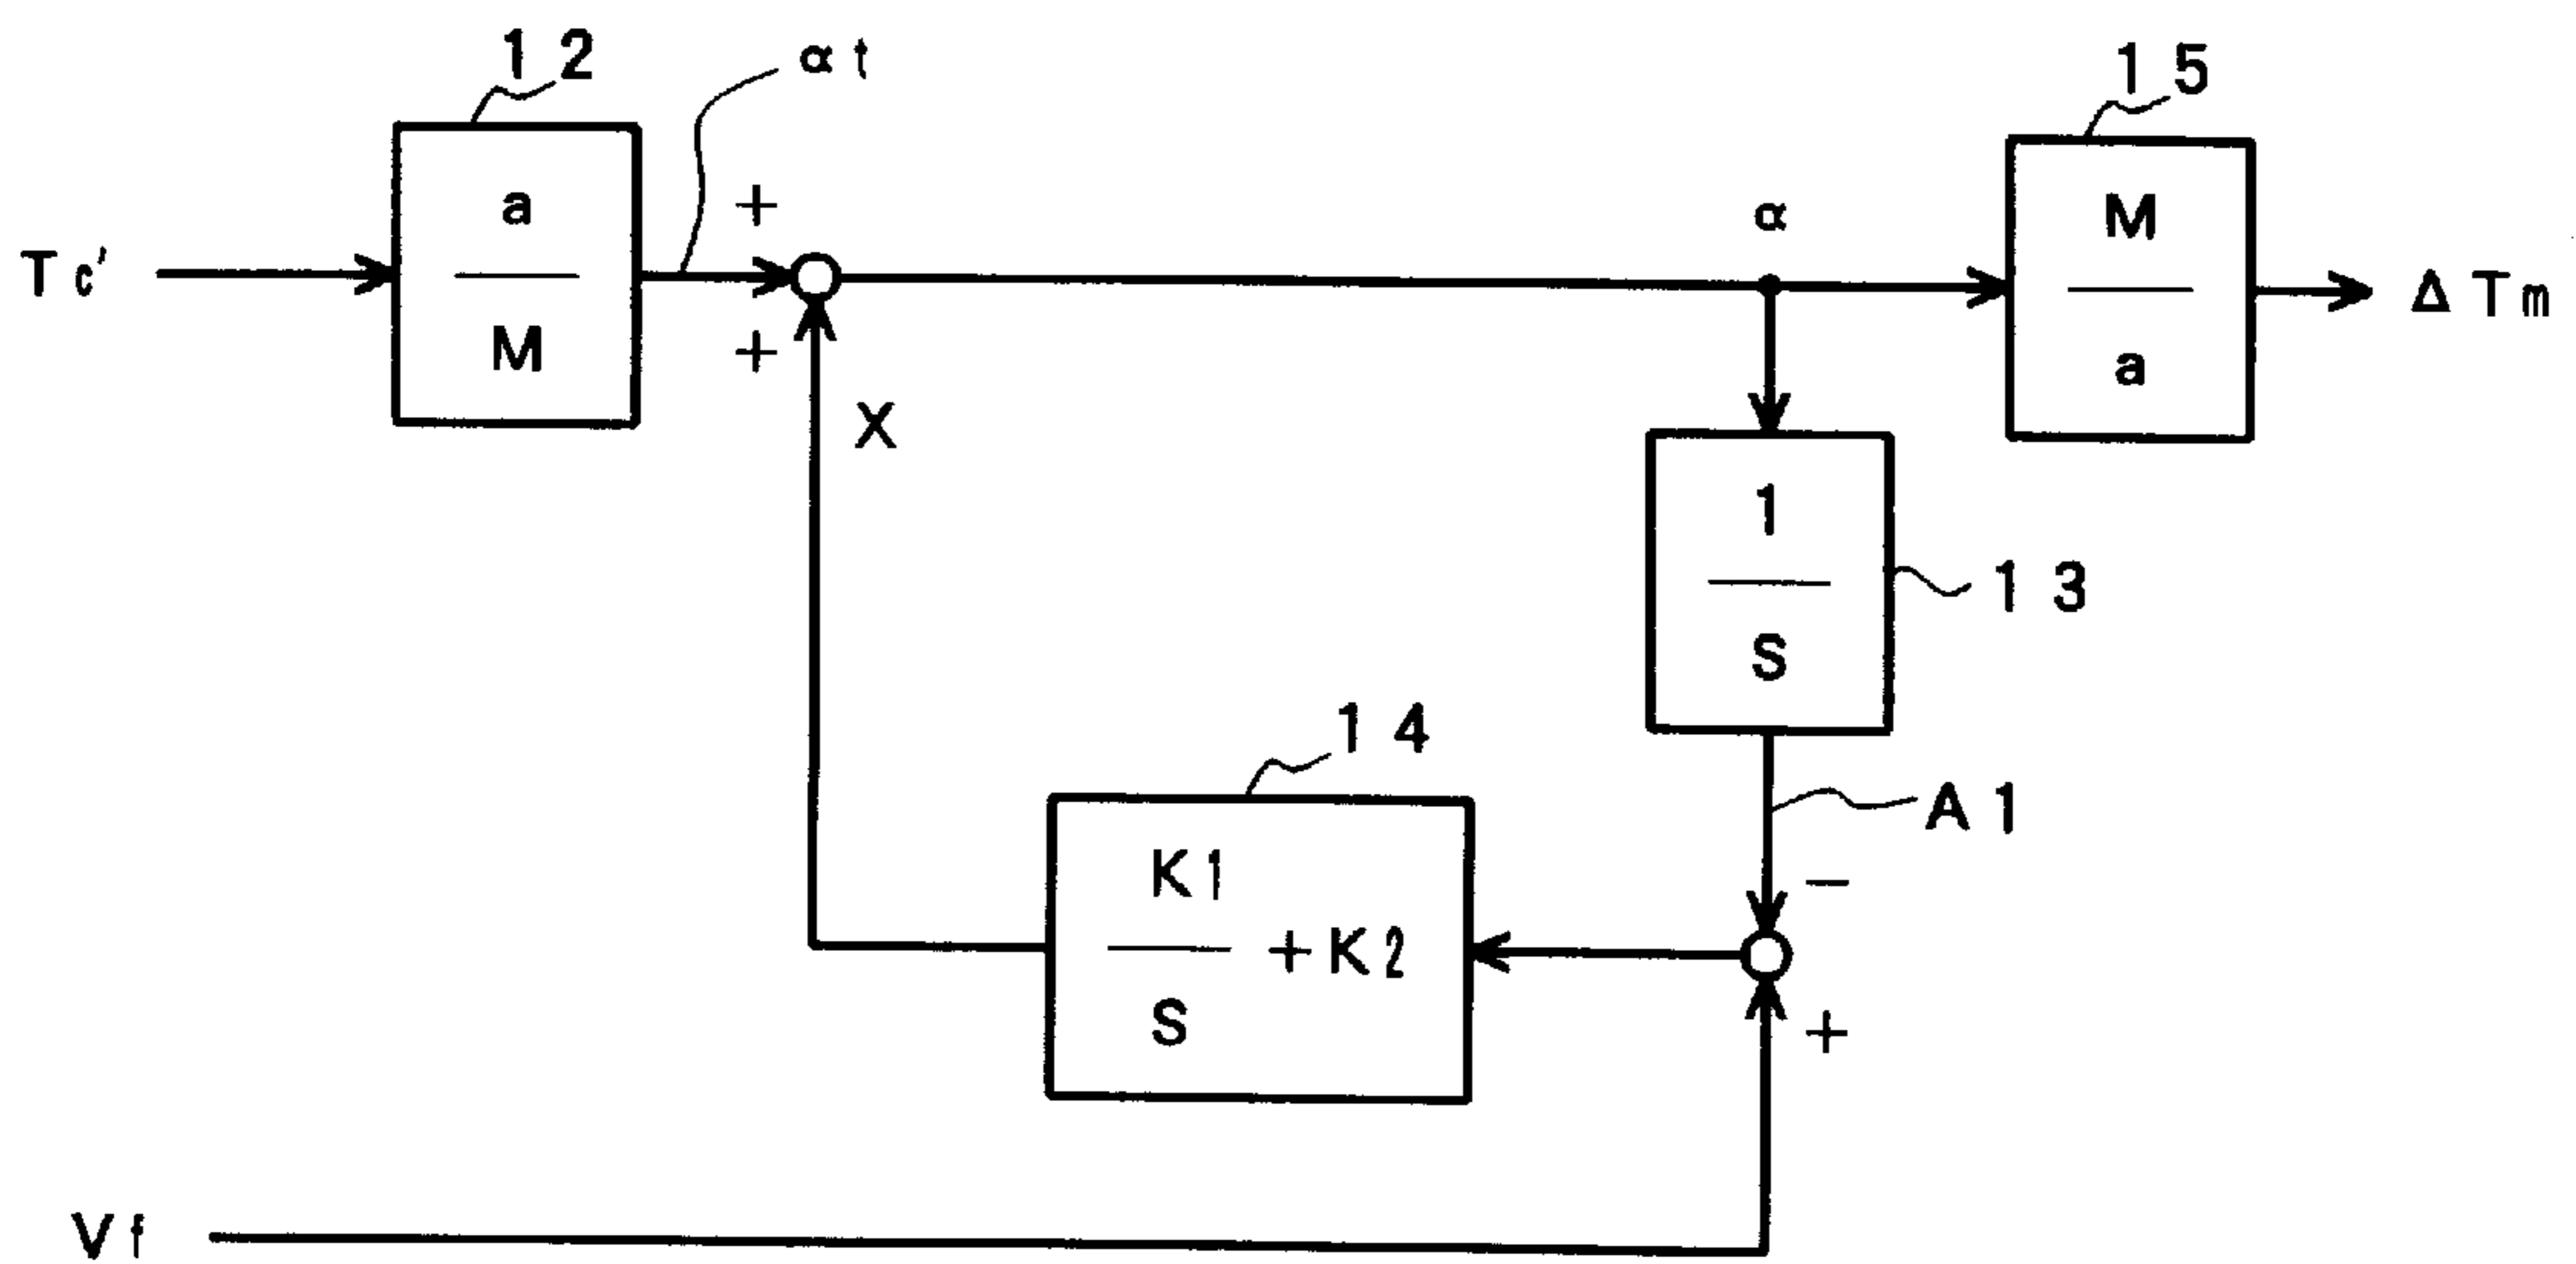 12
αt
15
a
M
+
α
M
a
Tc'
ΔTm
+
X
1
S
13
14
A1
K1
S
+K2
−
+
Vf